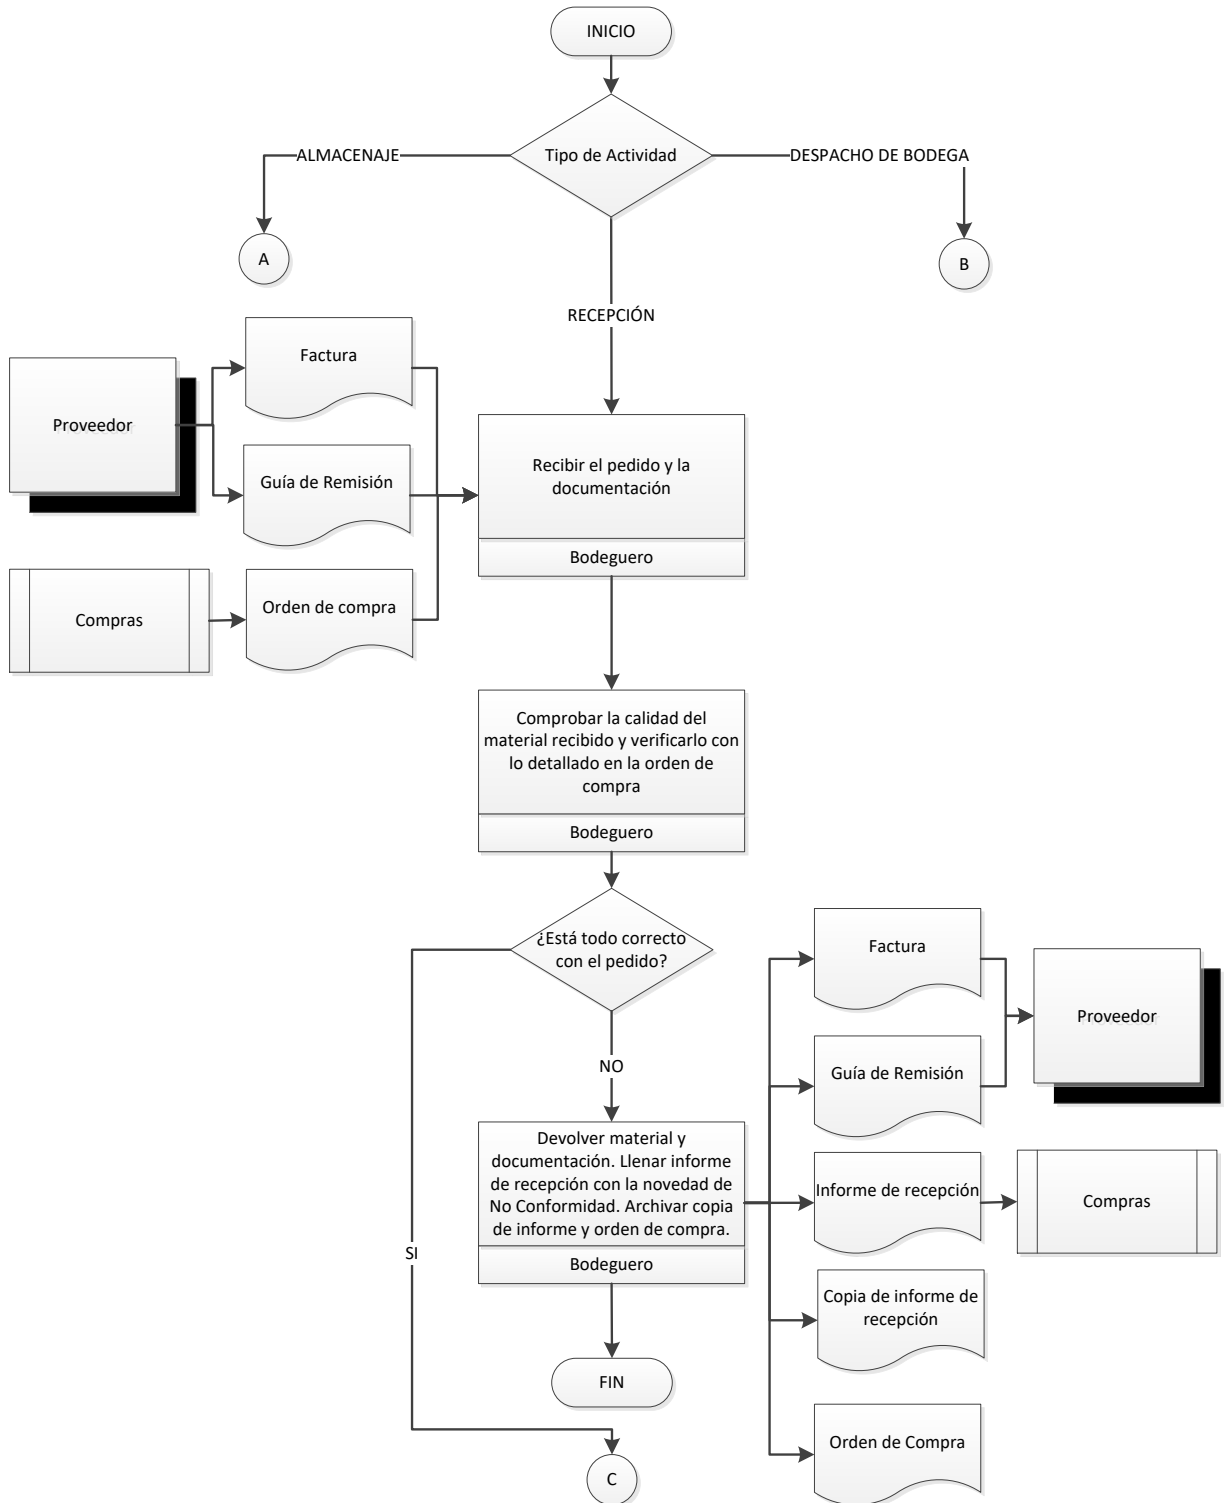 INICIO
Tipo de Actividad
ALMACENAJE
DESPACHO DE BODEGA
A
B
RECEPCIÓN
Factura
Proveedor
Guía de Remisión
Recibir el pedido y la
documentación
Bodeguero
Compras
Orden de compra
Comprobar la calidad del
material recibido y verificarlo con
lo detallado en la orden de
compra
Bodeguero
¿Está todo correcto
con el pedido?
Factura
Proveedor
NO
Guía de Remisión
Devolver material y
documentación. Llenar informe
de recepción con la novedad de
No Conformidad. Archivar copia
de informe y orden de compra.
Bodeguero
Informe de recepción
Compras
SI
Copia de informe de
recepción
FIN
Orden de Compra
C